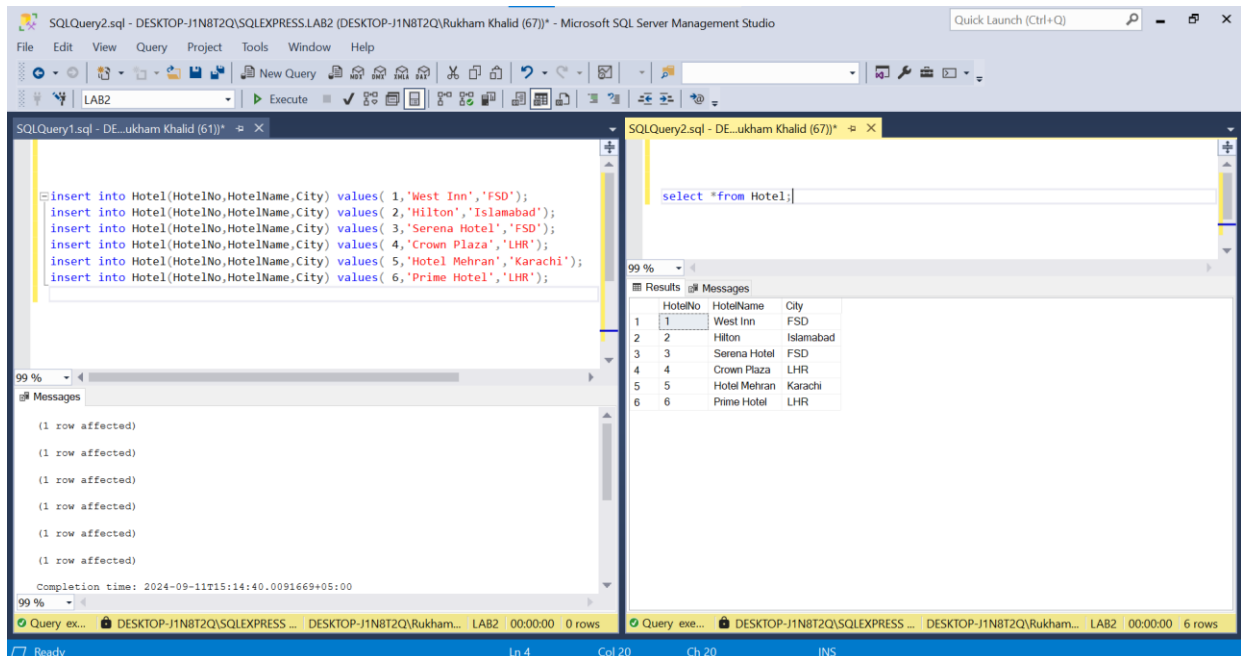 SQLQuery2.sql - DESKTOP-J1N8T2Q\SQLEXPRESS.LAB2 (DESKTOP-J1N8T2Q\Rukham Khalid (67))* - Microsoft SQL Server Management Studio
Quick Launch (Ctrl+Q)
File Edit View Query Project Tools Window Help
New Query MDX DMX XMLA DAX
LAB2 Execute
SQLQuery1.sql - DE...ukham Khalid (61))*
insert into Hotel(HotelNo,HotelName,City) values( 1,'West Inn','FSD');
insert into Hotel(HotelNo,HotelName,City) values( 2,'Hilton','Islamabad');
insert into Hotel(HotelNo,HotelName,City) values( 3,'Serena Hotel','FSD');
insert into Hotel(HotelNo,HotelName,City) values( 4,'Crown Plaza','LHR');
insert into Hotel(HotelNo,HotelName,City) values( 5,'Hotel Mehran','Karachi');
insert into Hotel(HotelNo,HotelName,City) values( 6,'Prime Hotel','LHR');
99 %
Messages
(1 row affected)
(1 row affected)
(1 row affected)
(1 row affected)
(1 row affected)
(1 row affected)
Completion time: 2024-09-11T15:14:40.0091669+05:00
99 %
Query ex... DESKTOP-J1N8T2Q\SQLEXPRESS ... DESKTOP-J1N8T2Q\Rukham... LAB2 00:00:00 0 rows
SQLQuery2.sql - DE...ukham Khalid (67))*
select *from Hotel;
99 %
Results Messages
HotelNo HotelName City
1 1 West Inn FSD
2 2 Hilton Islamabad
3 3 Serena Hotel FSD
4 4 Crown Plaza LHR
5 5 Hotel Mehran Karachi
6 6 Prime Hotel LHR
Query exe... DESKTOP-J1N8T2Q\SQLEXPRESS ... DESKTOP-J1N8T2Q\Rukham... LAB2 00:00:00 6 rows
Ready Ln 4 Col 20 Ch 20 INS